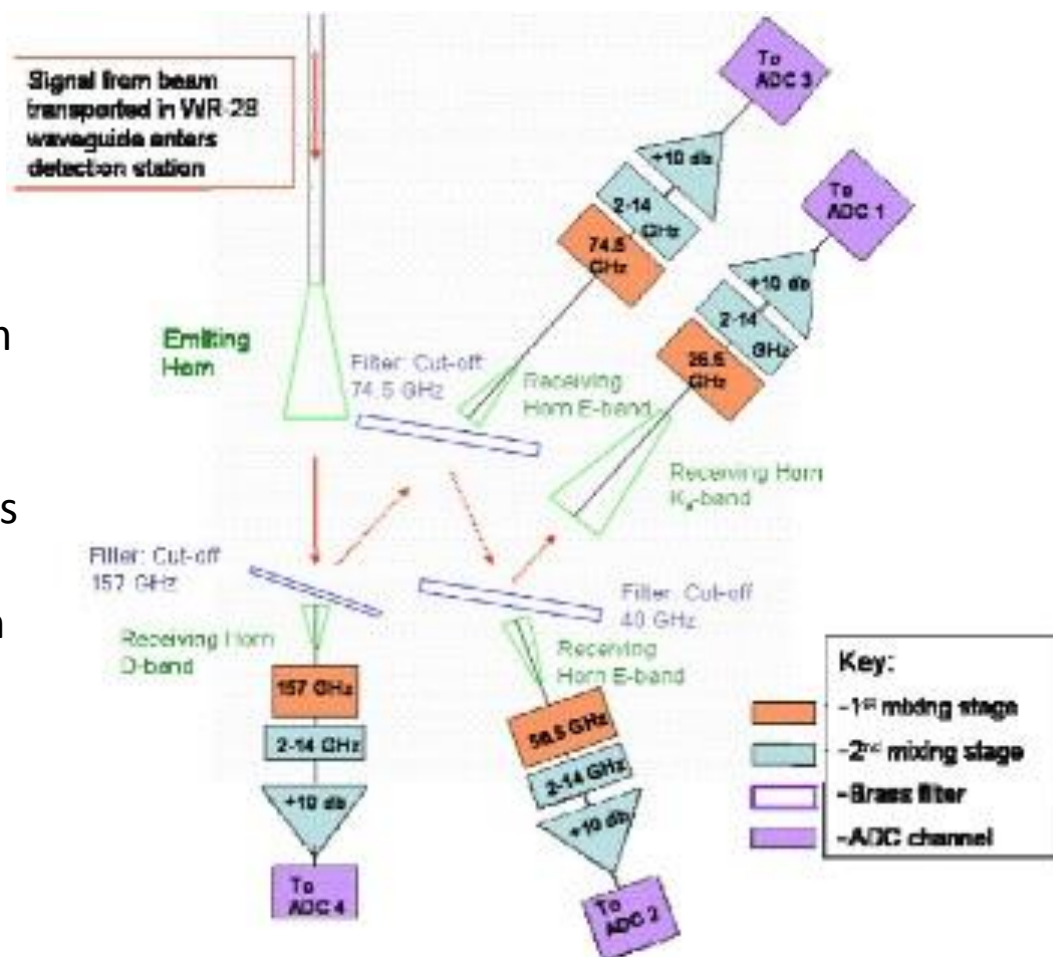 Signal from beam
transported in WR-28
waveguide enters
detection station
To
ADC 3
+10 db
2-14
GHz
74.5
GHz
To
ADC 1
+10 db
2-14
GHz
26.5
GHz
Emitting
Horn
Filter: Cut-off
74.5 GHz
Receiving
Horn E-band
Receiving Horn
Ka-band
n
s
n
Filter: Cut-off
157 GHz
Filter: Cut-off
40 GHz
Receiving Horn
D-band
Receiving
Horn E-band
157 GHz
2-14 GHz
+10 db
To
ADC 4
GHz
2-14 GHz
+10 db
To
ADC 2
Key:
-1st mixing stage
-2nd mixing stage
-Brass filter
-ADC channel